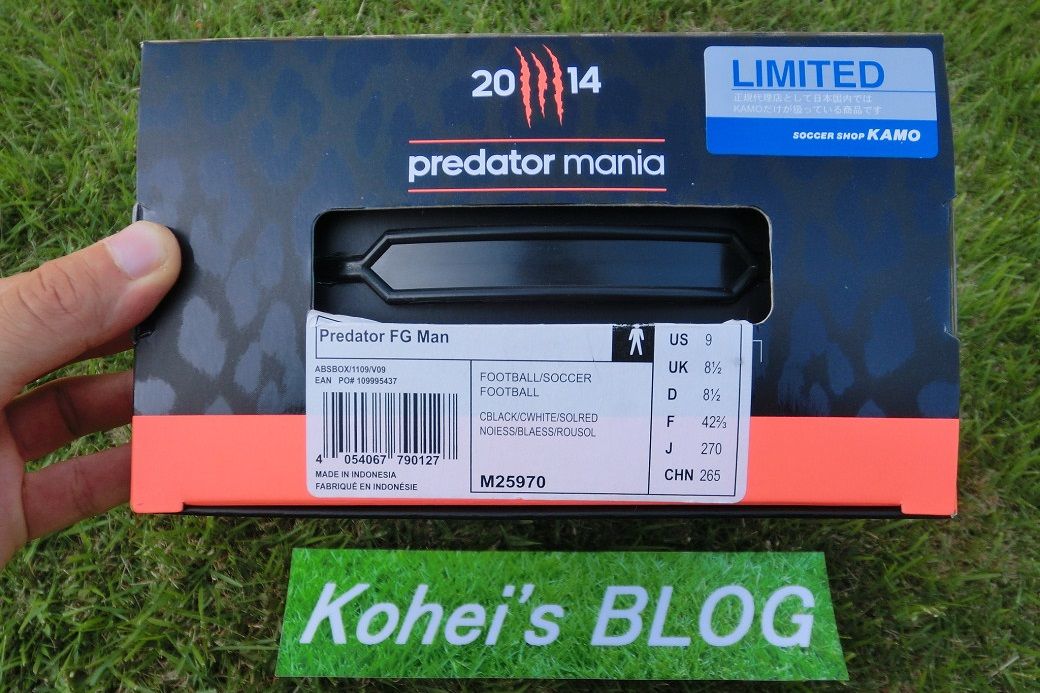 2014
predator mania
LIMITED
正規代理店として日本国内では
KAMOだけが扱っている商品です
SOCCER SHOP KAMO
Predator FG Man
ABSBOX/1109/V09
EAN PO# 109995437
4 054067 790127
MADE IN INDONESIA
FABRIQUÉ EN INDONÉSIE
FOOTBALL/SOCCER
FOOTBALL
CBLACK/CWHITE/SOLRED
NOIESS/BLAESS/ROUSOL
M25970
US 9
UK 8½
D 8½
F 42⅔
J 270
CHN 265
Kohei's BLOG